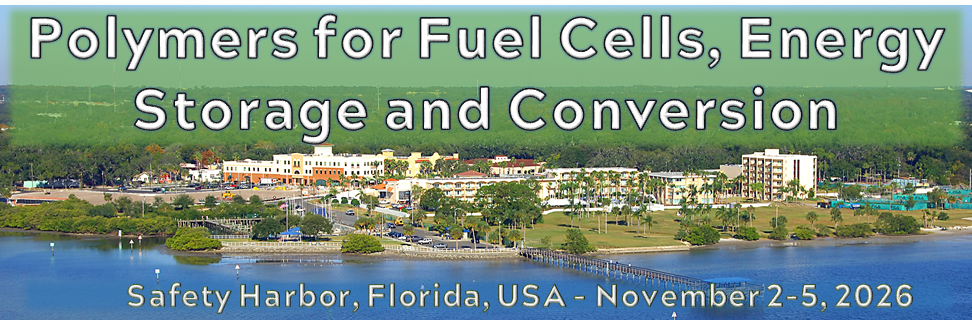 Polymers for Fuel Cells, Energy
Storage and Conversion
Safety Harbor, Florida, USA - November 2-5, 2026